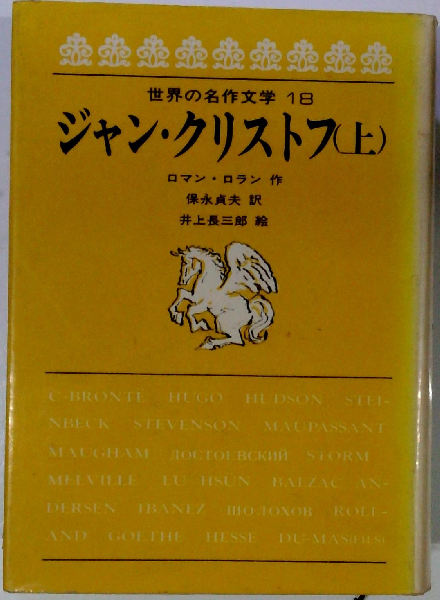 世界の名作文学 18
ジャン・クリストフ(上)
ロマン・ロラン 作
保永貞夫 訳
井上長三郎 絵
C-BRONTË HUGO HUDSON STEI-
NBECK STEVENSON MAUPASSANT
MAUGHAM ДОСТОЕВСКИЙ STORM
MELVILLE LU HSÜN BALZAC AN-
DERSEN IBANEZ ШОЛОХОВ ROLL-
AND GOETHE HESSE DU-MAS(FILS)